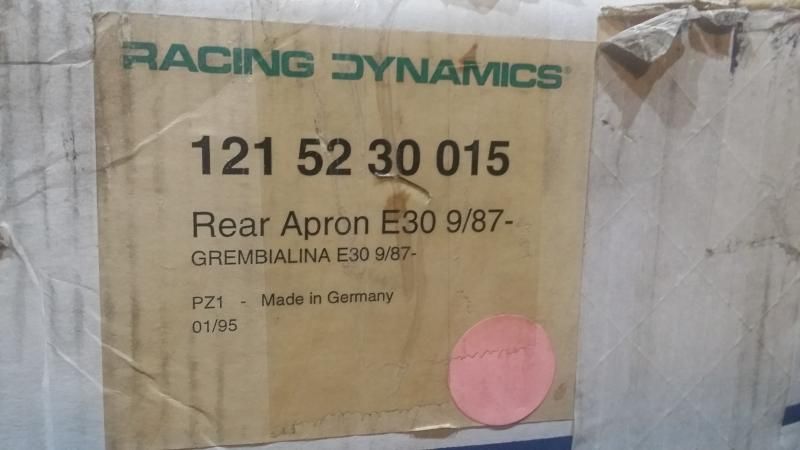 RACING DYNAMICS®
121 52 30 015
Rear Apron E30 9/87-
GREMBIALINA E30 9/87-
PZ1 - Made in Germany
01/95